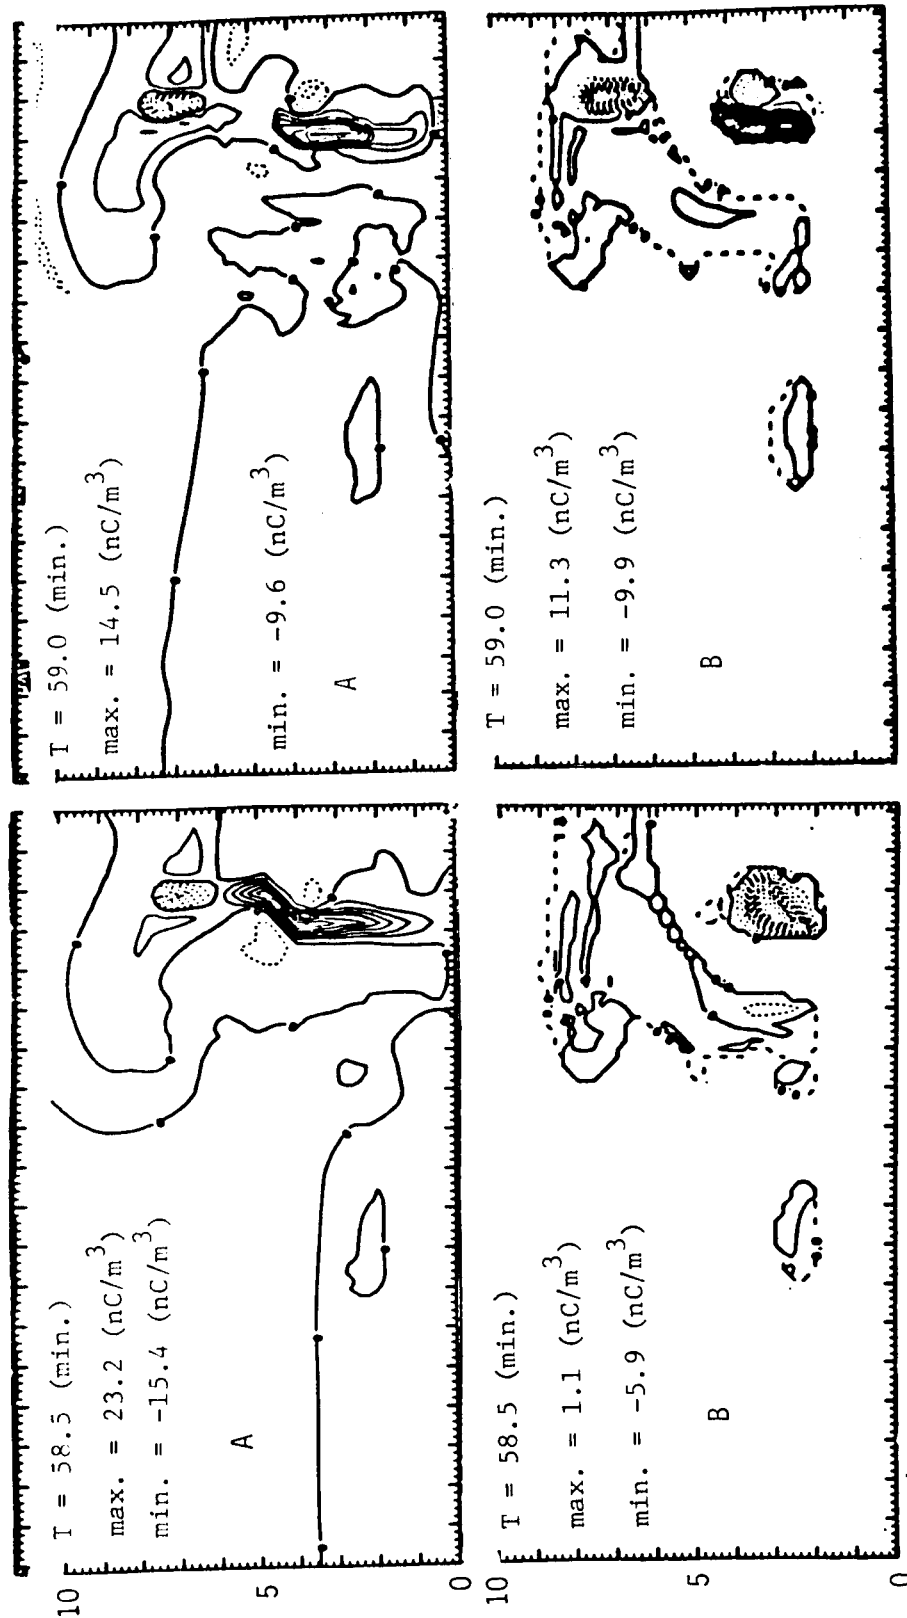 T = 58.5 (min.)
max. = 23.2 (nC/m³)
min. = -15.4 (nC/m³)
A
10
5
0
T = 59.0 (min.)
max. = 14.5 (nC/m³)
min. = -9.6 (nC/m³)
A
T = 58.5 (min.)
max. = 1.1 (nC/m³)
min. = -5.9 (nC/m³)
B
10
5
0
T = 59.0 (min.)
max. = 11.3 (nC/m³)
min. = -9.9 (nC/m³)
B